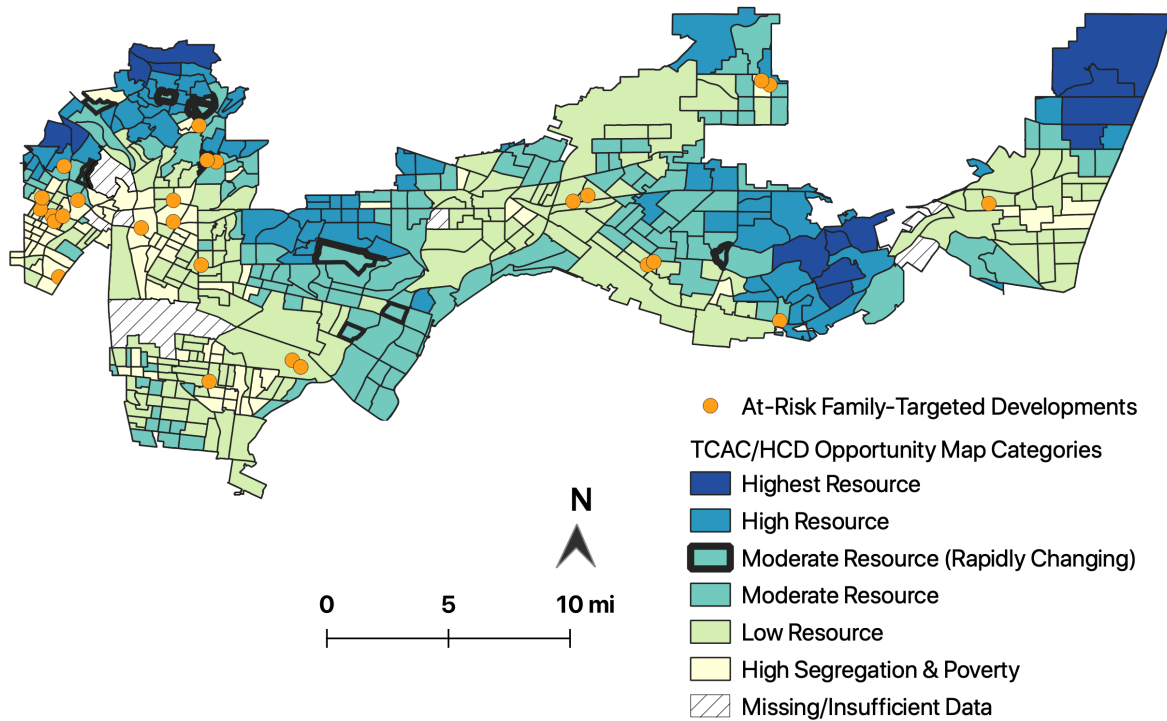 At-Risk Family-Targeted Developments
TCAC/HCD Opportunity Map Categories
Highest Resource
High Resource
Moderate Resource (Rapidly Changing)
Moderate Resource
Low Resource
High Segregation & Poverty
Missing/Insufficient Data
N
0 5 10 mi